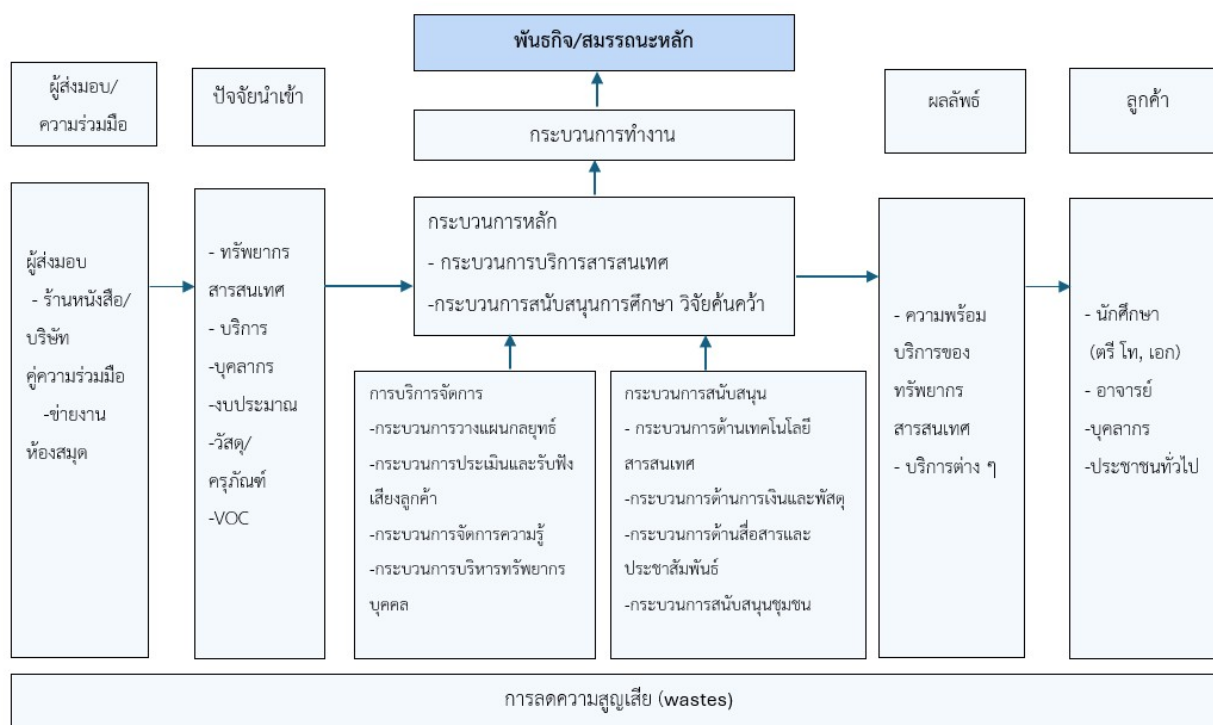 พันธกิจ/สมรรถนะหลัก
ผู้ส่งมอบ/
ความร่วมมือ
ปัจจัยนำเข้า
กระบวนการทำงาน
ผลลัพธ์
ลูกค้า
ผู้ส่งมอบ
- ร้านหนังสือ/
บริษัท
คู่ความร่วมมือ
-ข่ายงาน
ห้องสมุด
- ทรัพยากร
สารสนเทศ
- บริการ
-บุคลากร
-งบประมาณ
-วัสดุ/
ครุภัณฑ์
-VOC
กระบวนการหลัก
- กระบวนการบริการสารสนเทศ
-กระบวนการสนับสนุนการศึกษา วิจัยค้นคว้า
การบริการจัดการ
-กระบวนการวางแผนกลยุทธ์
-กระบวนการประเมินและรับฟัง
เสียงลูกค้า
-กระบวนการจัดการความรู้
-กระบวนการบริหารทรัพยากร
บุคคล
กระบวนการสนับสนุน
- กระบวนการด้านเทคโนโลยี
สารสนเทศ
-กระบวนการด้านการเงินและพัสดุ
-กระบวนการด้านสื่อสารและ
ประชาสัมพันธ์
-กระบวนการสนับสนุนชุมชน
- ความพร้อม
บริการของ
ทรัพยากร
สารสนเทศ
- บริการต่าง ๆ
- นักศึกษา
(ตรี โท, เอก)
- อาจารย์
-บุคลากร
-ประชาชนทั่วไป
การลดความสูญเสีย (wastes)